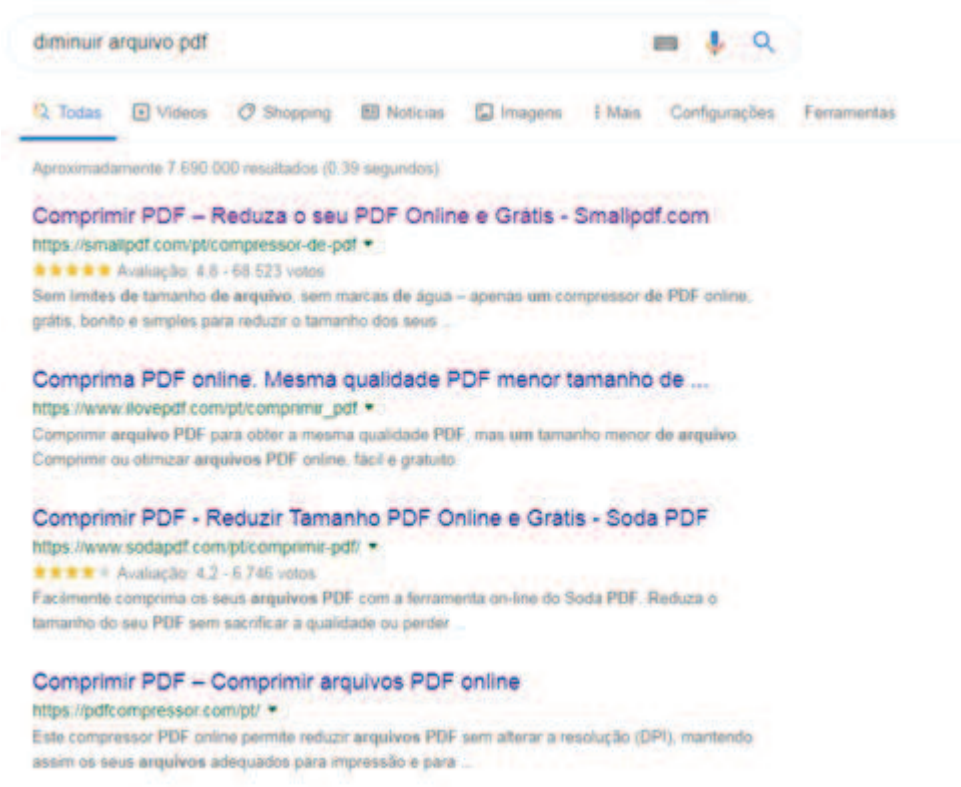 diminuir arquivo pdf
Todas Vídeos Shopping Notícias Imagens Mais Configurações Ferramentas
Aproximadamente 7.690.000 resultados (0,39 segundos)
Comprimir PDF – Reduza o seu PDF Online e Grátis - Smallpdf.com
https://smallpdf.com/pt/compressor-de-pdf
Avaliação: 4,8 - 68.523 votos
Sem limites de tamanho de arquivo, sem marcas de água – apenas um compressor de PDF online,
grátis, bonito e simples para reduzir o tamanho dos seus ...
Comprima PDF online. Mesma qualidade PDF menor tamanho de ...
https://www.ilovepdf.com/pt/comprimir_pdf
Comprimir arquivo PDF para obter a mesma qualidade PDF, mas um tamanho menor de arquivo.
Comprimir ou otimizar arquivos PDF online, fácil e gratuito.
Comprimir PDF - Reduzir Tamanho PDF Online e Grátis - Soda PDF
https://www.sodapdf.com/pt/comprimir-pdf/
Avaliação: 4,2 - 6.746 votos
Facilmente comprima os seus arquivos PDF com a ferramenta on-line do Soda PDF. Reduza o
tamanho do seu PDF sem sacrificar a qualidade ou perder ...
Comprimir PDF – Comprimir arquivos PDF online
https://pdfcompressor.com/pt/
Este compressor PDF online permite reduzir arquivos PDF sem alterar a resolução (DPI), mantendo
assim os seus arquivos adequados para impressão e para ...